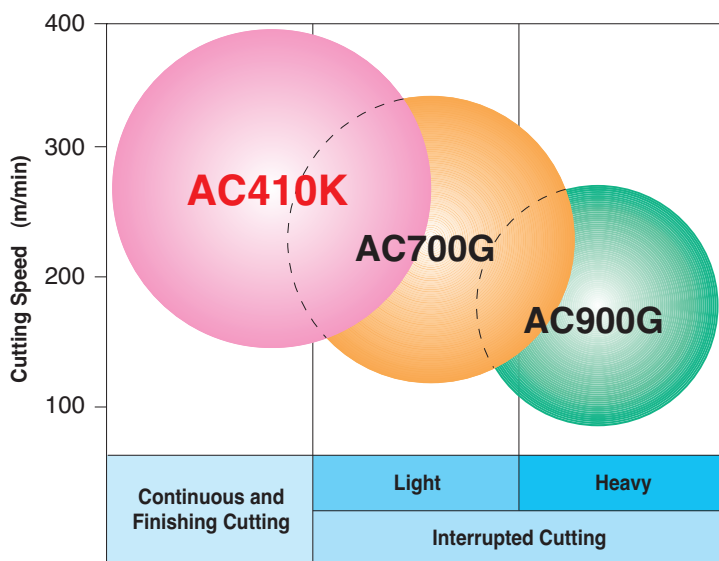 400
300
200
100
Cutting Speed (m/min)
AC410K
AC700G
AC900G
Continuous and
Finishing Cutting
Light
Heavy
Interrupted Cutting